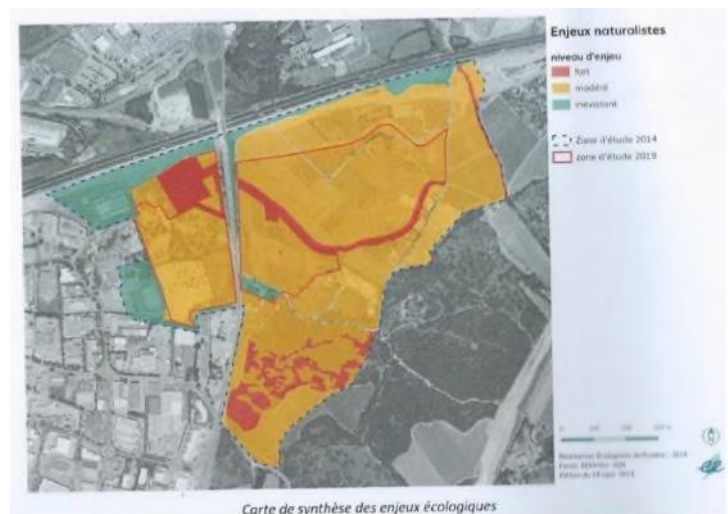 Enjeux naturalistes
niveau d'enjeu
fort
modéré
inexistant
Zone d'étude 2014
zone d'étude 2019
Carte de synthèse des enjeux écologiques